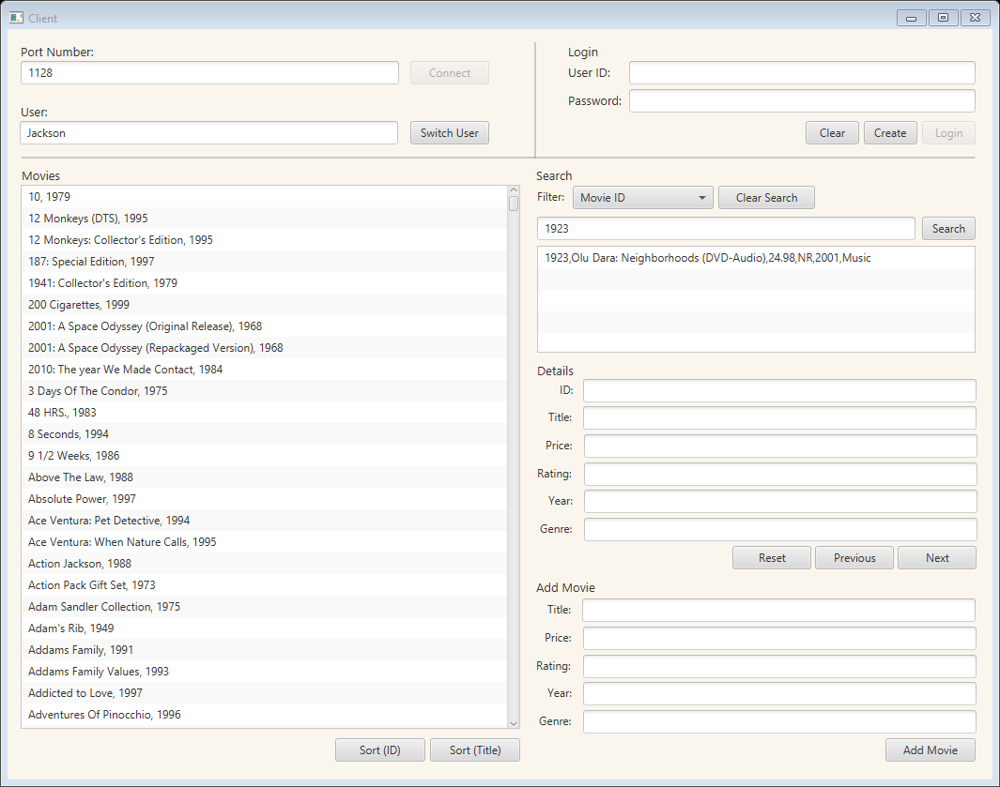 Client
Port Number:
1128
Connect
User:
Jackson
Switch User
Login
User ID:
Password:
Clear
Create
Login
Movies
10, 1979
12 Monkeys (DTS), 1995
12 Monkeys: Collector's Edition, 1995
187: Special Edition, 1997
1941: Collector's Edition, 1979
200 Cigarettes, 1999
2001: A Space Odyssey (Original Release), 1968
2001: A Space Odyssey (Repackaged Version), 1968
2010: The year We Made Contact, 1984
3 Days Of The Condor, 1975
48 HRS., 1983
8 Seconds, 1994
9 1/2 Weeks, 1986
Above The Law, 1988
Absolute Power, 1997
Ace Ventura: Pet Detective, 1994
Ace Ventura: When Nature Calls, 1995
Action Jackson, 1988
Action Pack Gift Set, 1973
Adam Sandler Collection, 1975
Adam's Rib, 1949
Addams Family, 1991
Addams Family Values, 1993
Addicted to Love, 1997
Adventures Of Pinocchio, 1996
Sort (ID)
Sort (Title)
Search
Filter:
Movie ID
Clear Search
1923
Search
1923,Olu Dara: Neighborhoods (DVD-Audio),24.98,NR,2001,Music
Details
ID:
Title:
Price:
Rating:
Year:
Genre:
Reset
Previous
Next
Add Movie
Title:
Price:
Rating:
Year:
Genre:
Add Movie